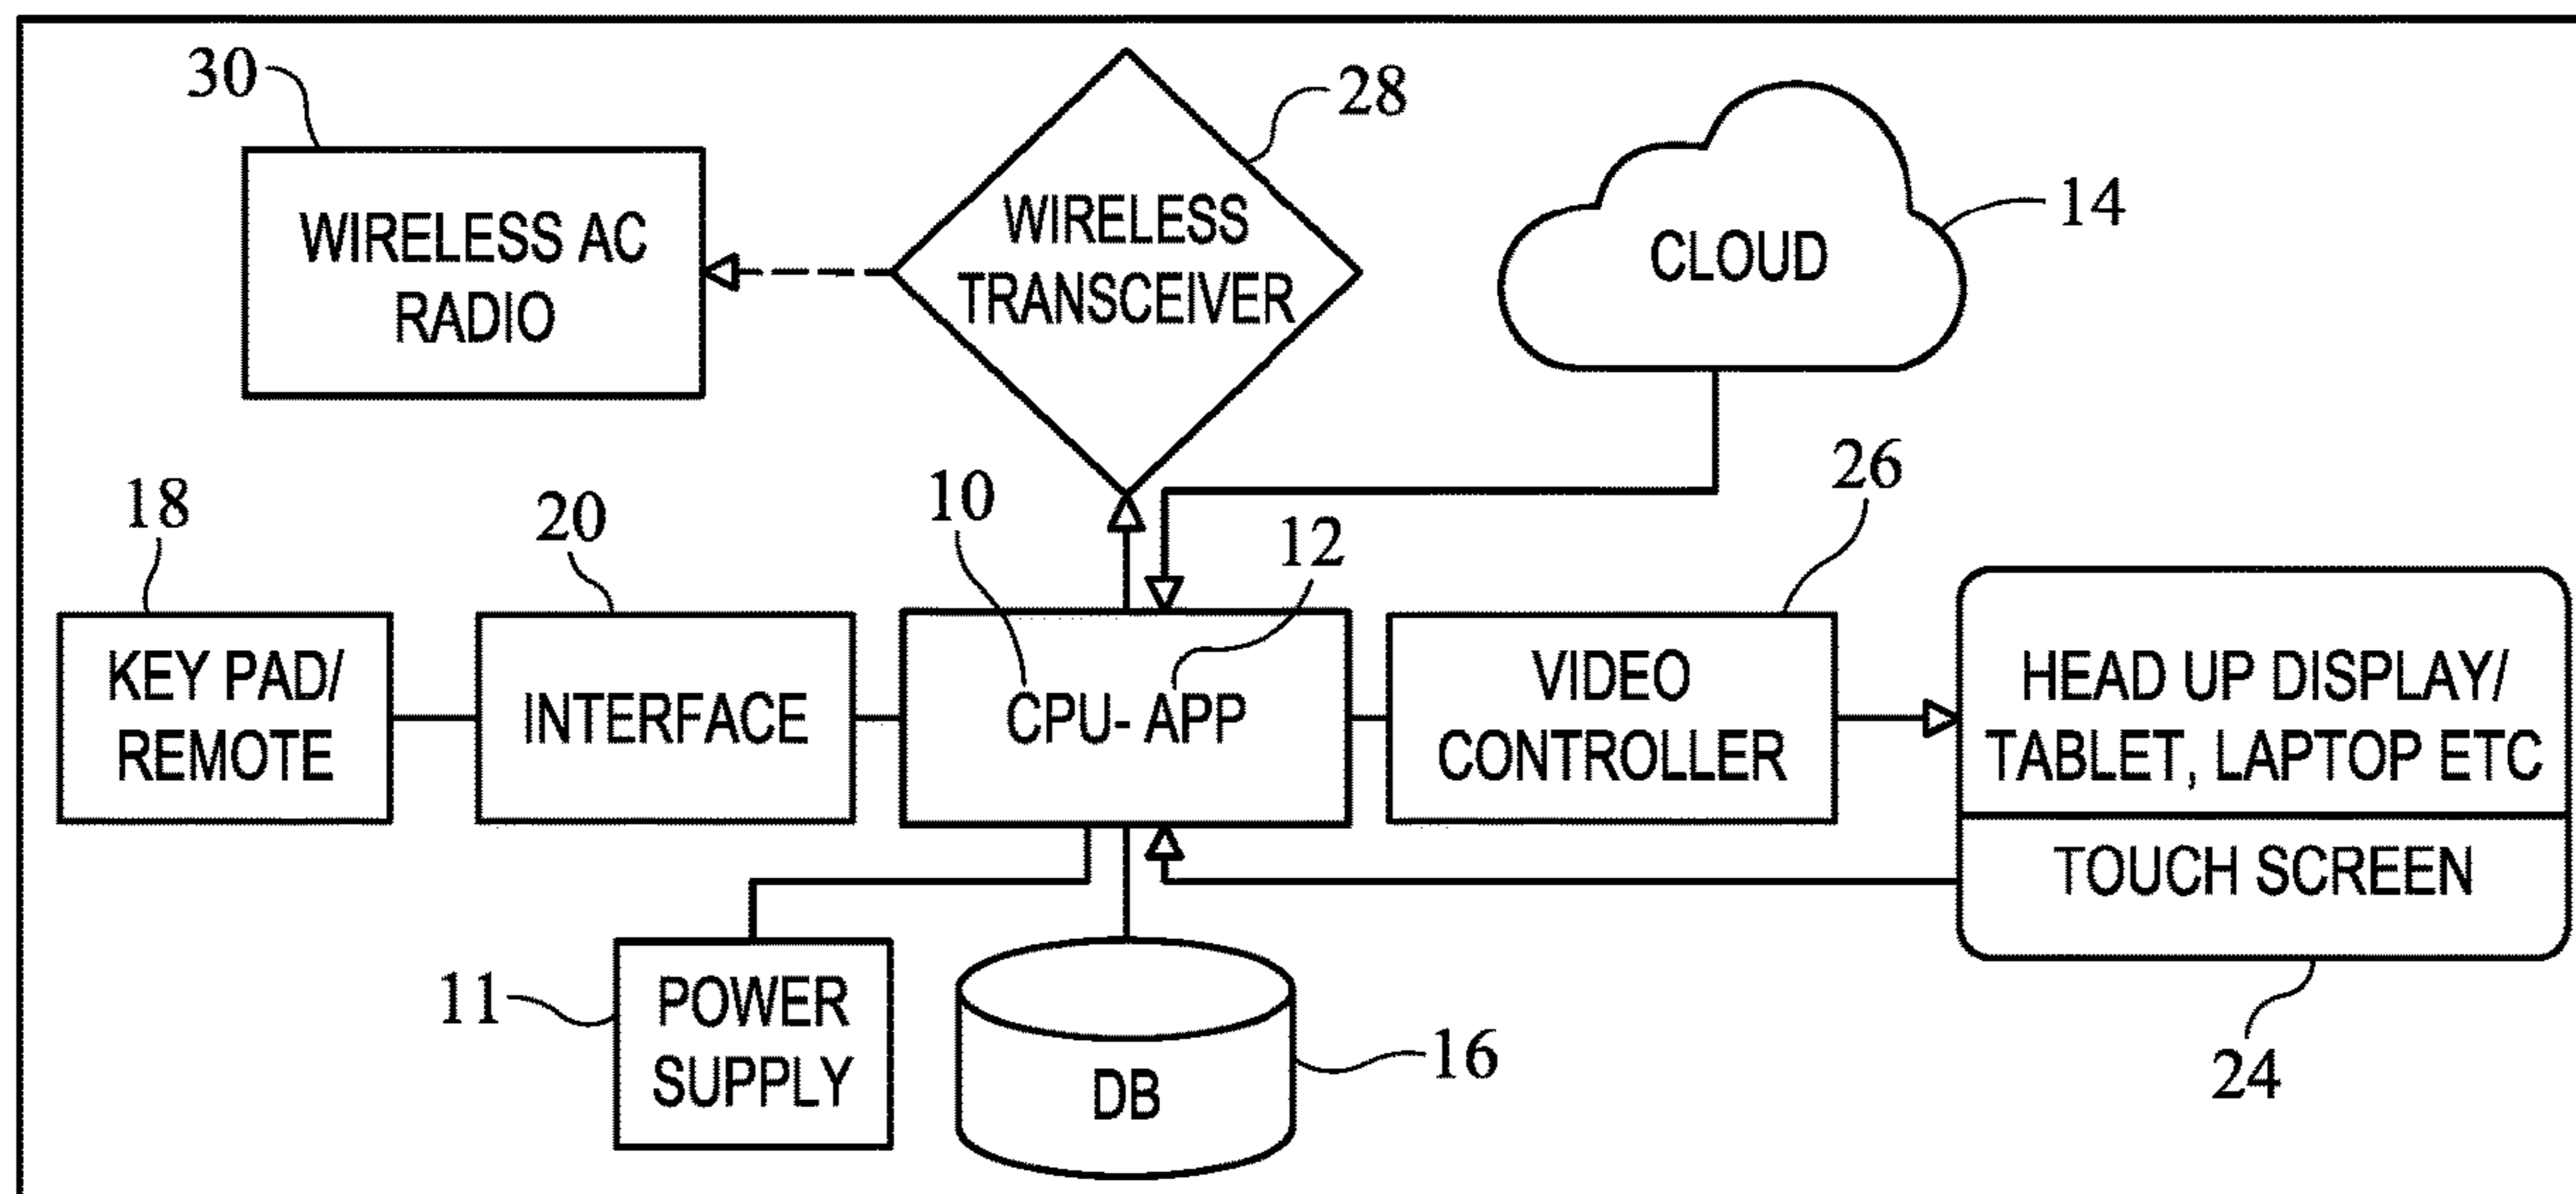 30
28
WIRELESS AC
RADIO
WIRELESS
TRANSCEIVER
CLOUD
14
18
20
10
12
26
KEY PAD/
REMOTE
INTERFACE
CPU- APP
VIDEO
CONTROLLER
HEAD UP DISPLAY/
TABLET, LAPTOP ETC
TOUCH SCREEN
11
POWER
SUPPLY
DB
16
24